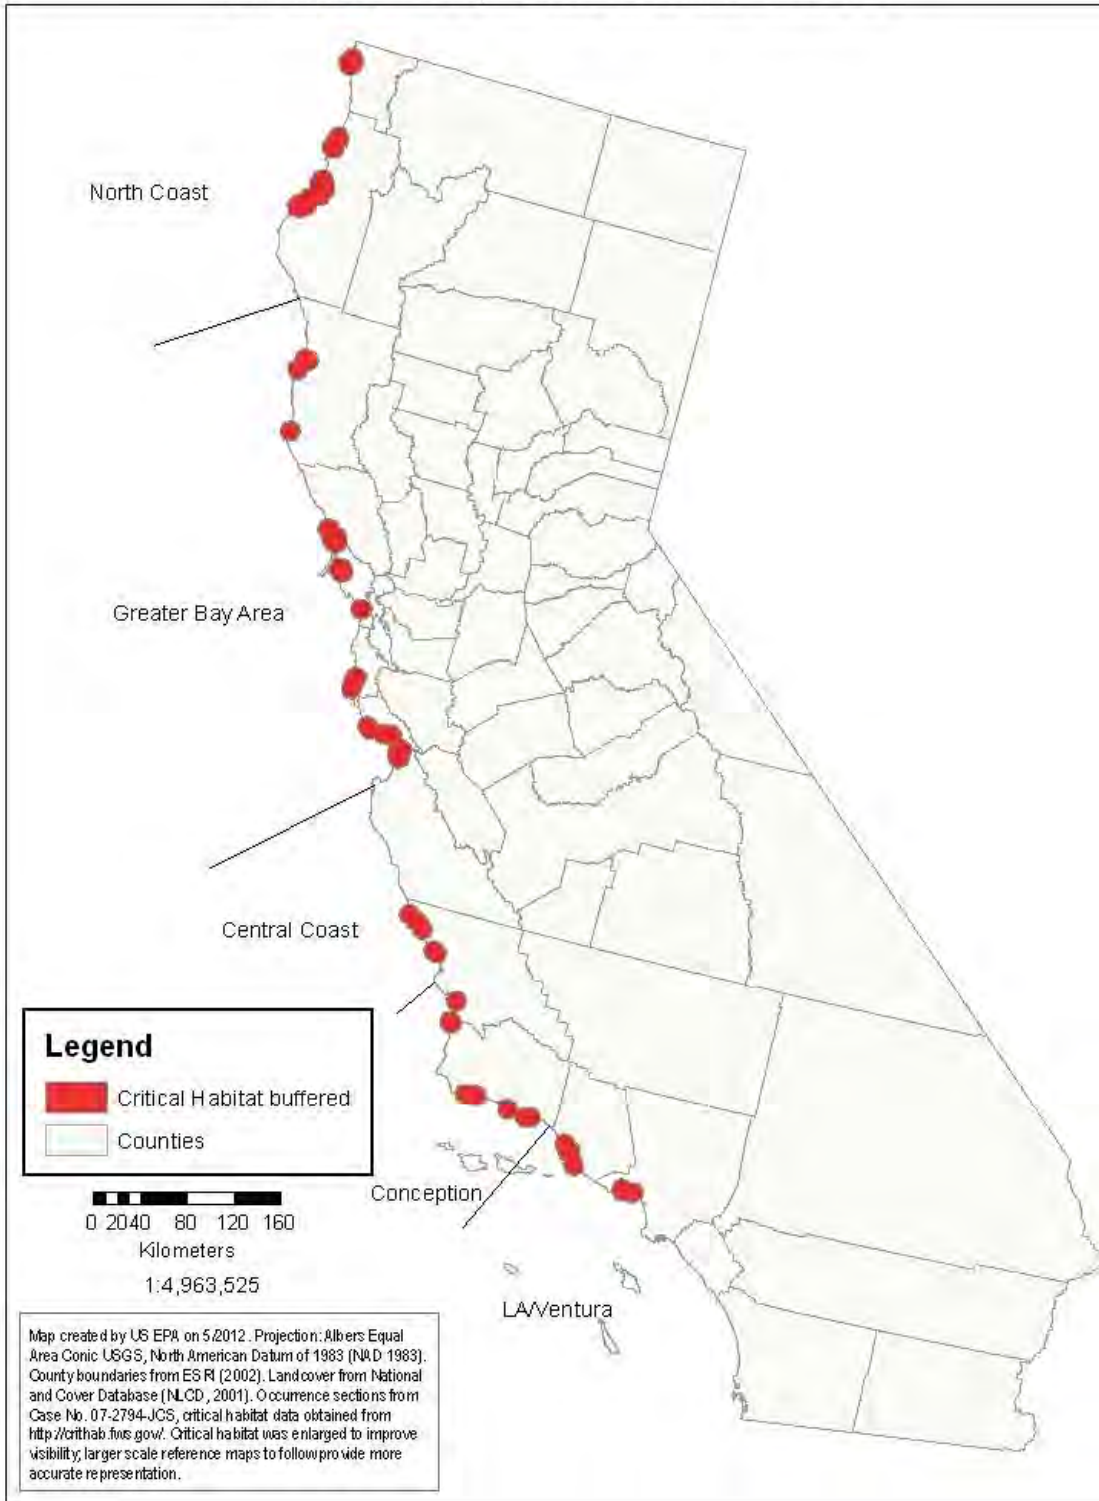 North Coast
Greater Bay Area
Central Coast
Legend
Critical Habitat buffered
Counties
Conception
0 2040 80 120 160
Kilometers
1:4,963,525
LA/Ventura
Map created by US EPA on 5/2012. Projection: Albers Equal
Area Conic USGS, North American Datum of 1983 (NAD 1983).
County boundaries from ESRI (2002). Landcover from National
and Cover Database (NLCD, 2001). Occurrence sections from
Case No. 07-2794-JCS, critical habitat data obtained from
http://crithab.fws.gov/. Critical habitat was enlarged to improve
visibility; larger scale reference maps to follow provide more
accurate representation.